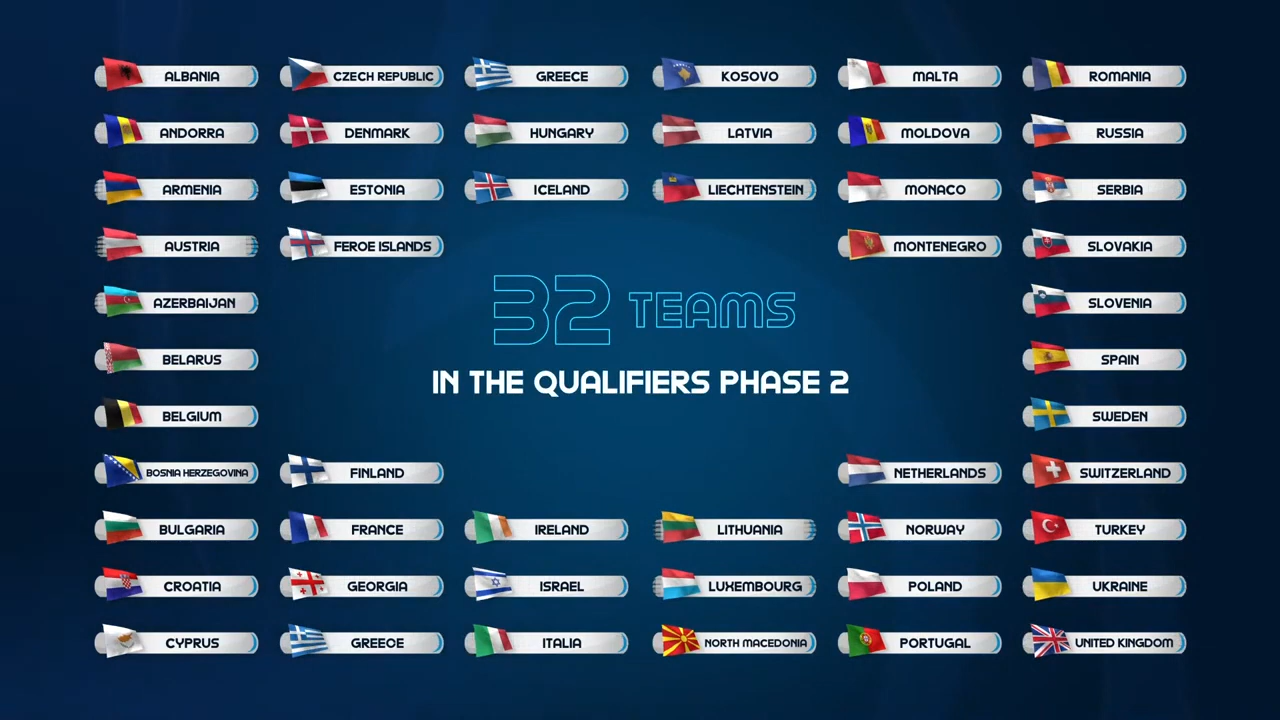 ALBANIA
CZECH REPUBLIC
GREECE
KOSOVO
MALTA
ROMANIA
ANDORRA
DENMARK
HUNGARY
LATVIA
MOLDOVA
RUSSIA
ARMENIA
ESTONIA
ICELAND
LIECHTENSTEIN
MONACO
SERBIA
AUSTRIA
FEROE ISLANDS
MONTENEGRO
SLOVAKIA
AZERBAIJAN
SLOVENIA
32 TEAMS
BELARUS
SPAIN
IN THE QUALIFIERS PHASE 2
BELGIUM
SWEDEN
BOSNIA HERZEGOVINA
FINLAND
NETHERLANDS
SWITZERLAND
BULGARIA
FRANCE
IRELAND
LITHUANIA
NORWAY
TURKEY
CROATIA
GEORGIA
ISRAEL
LUXEMBOURG
POLAND
UKRAINE
CYPRUS
GREECE
ITALIA
NORTH MACEDONIA
PORTUGAL
UNITED KINGDOM